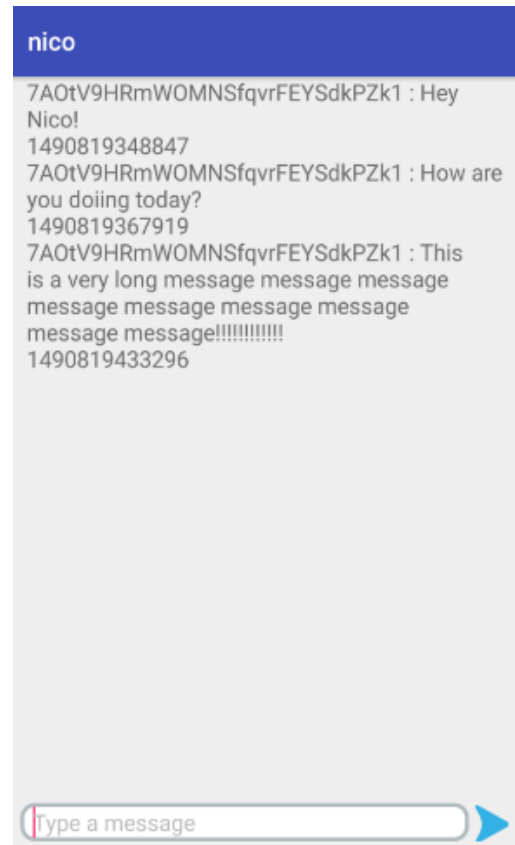 nico
7AOtV9HRmWOMNSfqvrFEYSdkPZk1 : Hey
Nico!
1490819348847
7AOtV9HRmWOMNSfqvrFEYSdkPZk1 : How are
you doiing today?
1490819367919
7AOtV9HRmWOMNSfqvrFEYSdkPZk1 : This
is a very long message message message
message message message message
message message!!!!!!!!!!!!
1490819433296
Type a message